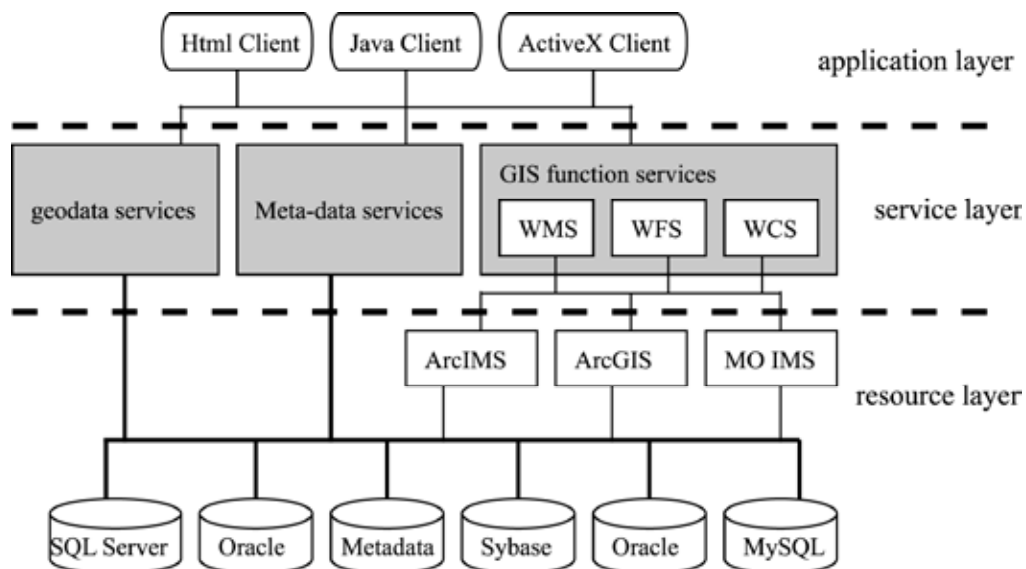 Html Client
Java Client
ActiveX Client
application layer
geodata services
Meta-data services
GIS function services
WMS
WFS
WCS
service layer
ArcIMS
ArcGIS
MO IMS
resource layer
SQL Server
Oracle
Metadata
Sybase
Oracle
MySQL